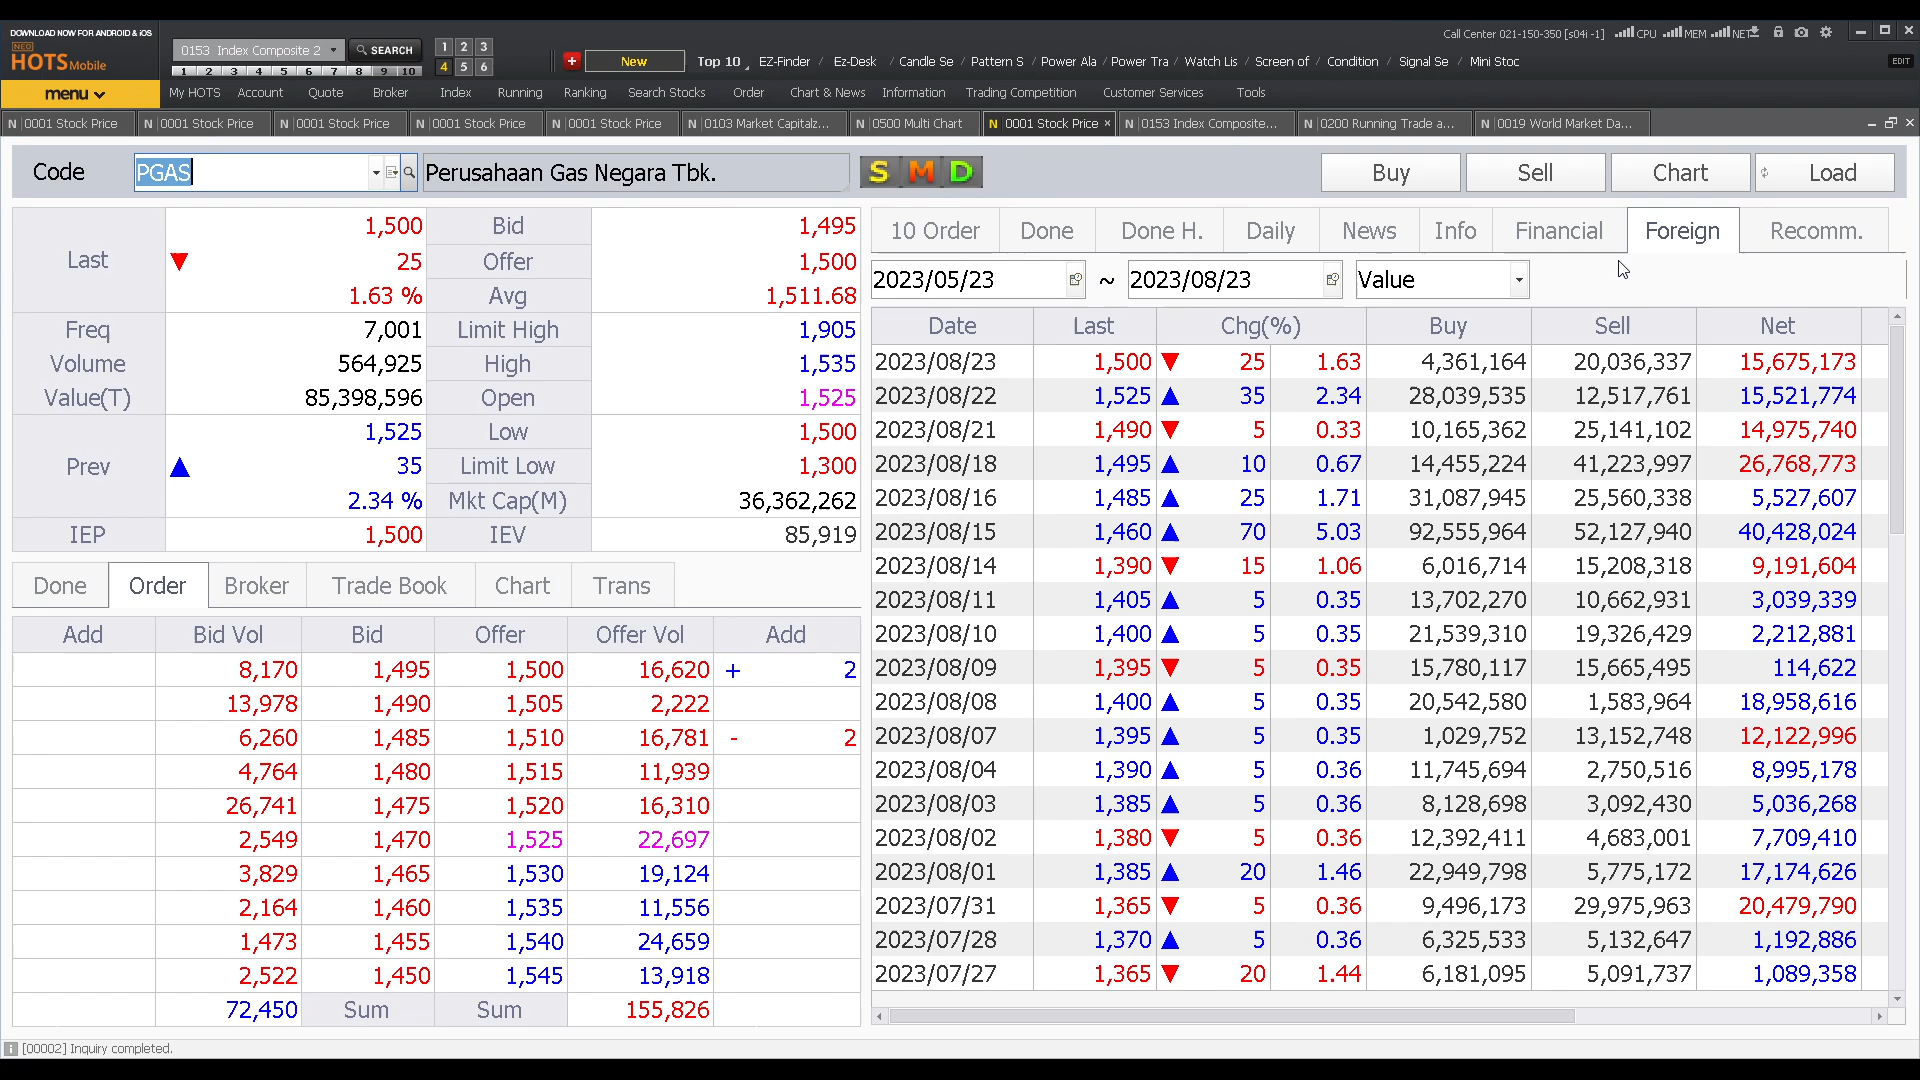 DOWNLOAD NOW FOR ANDROID & iOS
NEO
HOTS Mobile
0153 Index Composite 2
SEARCH
1 2 3
4 5 6
1 2 3 4 5 6 7 8 9 10
New
Top 10 EZ-Finder / Ez-Desk / Candle Se / Pattern S / Power Ala / Power Tra / Watch Lis / Screen of / Condition / Signal Se / Mini Stoc
Call Center 021-150-350 [s04i -1] CPU MEM NET
EDIT
menu
My HOTS Account Quote Broker Index Running Ranking Search Stocks Order Chart & News Information Trading Competition Customer Services Tools
N 0001 Stock Price N 0001 Stock Price N 0001 Stock Price N 0001 Stock Price N 0001 Stock Price N 0103 Market Capitalz... N 0500 Multi Chart N 0001 Stock Price × N 0153 Index Composite... N 0200 Running Trade a... N 0019 World Market Da...
Code PGAS Perusahaan Gas Negara Tbk. S M D Buy Sell Chart Load
Last 1,500 Bid 1,495
▼ 25 Offer 1,500
1.63 % Avg 1,511.68
Freq 7,001 Limit High 1,905
Volume 564,925 High 1,535
Value(T) 85,398,596 Open 1,525
Prev 1,525 Low 1,500
▲ 35 Limit Low 1,300
2.34 % Mkt Cap(M) 36,362,262
IEP 1,500 IEV 85,919
Done Order Broker Trade Book Chart Trans
Add Bid Vol Bid Offer Offer Vol Add
8,170 1,495 1,500 16,620 + 2
13,978 1,490 1,505 2,222
6,260 1,485 1,510 16,781 - 2
4,764 1,480 1,515 11,939
26,741 1,475 1,520 16,310
2,549 1,470 1,525 22,697
3,829 1,465 1,530 19,124
2,164 1,460 1,535 11,556
1,473 1,455 1,540 24,659
2,522 1,450 1,545 13,918
72,450 Sum Sum 155,826
10 Order Done Done H. Daily News Info Financial Foreign Recomm.
2023/05/23 ~ 2023/08/23 Value
Date Last Chg(%) Buy Sell Net
2023/08/23 1,500 ▼ 25 1.63 4,361,164 20,036,337 15,675,173
2023/08/22 1,525 ▲ 35 2.34 28,039,535 12,517,761 15,521,774
2023/08/21 1,490 ▼ 5 0.33 10,165,362 25,141,102 14,975,740
2023/08/18 1,495 ▲ 10 0.67 14,455,224 41,223,997 26,768,773
2023/08/16 1,485 ▲ 25 1.71 31,087,945 25,560,338 5,527,607
2023/08/15 1,460 ▲ 70 5.03 92,555,964 52,127,940 40,428,024
2023/08/14 1,390 ▼ 15 1.06 6,016,714 15,208,318 9,191,604
2023/08/11 1,405 ▲ 5 0.35 13,702,270 10,662,931 3,039,339
2023/08/10 1,400 ▲ 5 0.35 21,539,310 19,326,429 2,212,881
2023/08/09 1,395 ▼ 5 0.35 15,780,117 15,665,495 114,622
2023/08/08 1,400 ▲ 5 0.35 20,542,580 1,583,964 18,958,616
2023/08/07 1,395 ▲ 5 0.35 1,029,752 13,152,748 12,122,996
2023/08/04 1,390 ▲ 5 0.36 11,745,694 2,750,516 8,995,178
2023/08/03 1,385 ▲ 5 0.36 8,128,698 3,092,430 5,036,268
2023/08/02 1,380 ▼ 5 0.36 12,392,411 4,683,001 7,709,410
2023/08/01 1,385 ▲ 20 1.46 22,949,798 5,775,172 17,174,626
2023/07/31 1,365 ▼ 5 0.36 9,496,173 29,975,963 20,479,790
2023/07/28 1,370 ▲ 5 0.36 6,325,533 5,132,647 1,192,886
2023/07/27 1,365 ▼ 20 1.44 6,181,095 5,091,737 1,089,358
[00002] Inquiry completed.